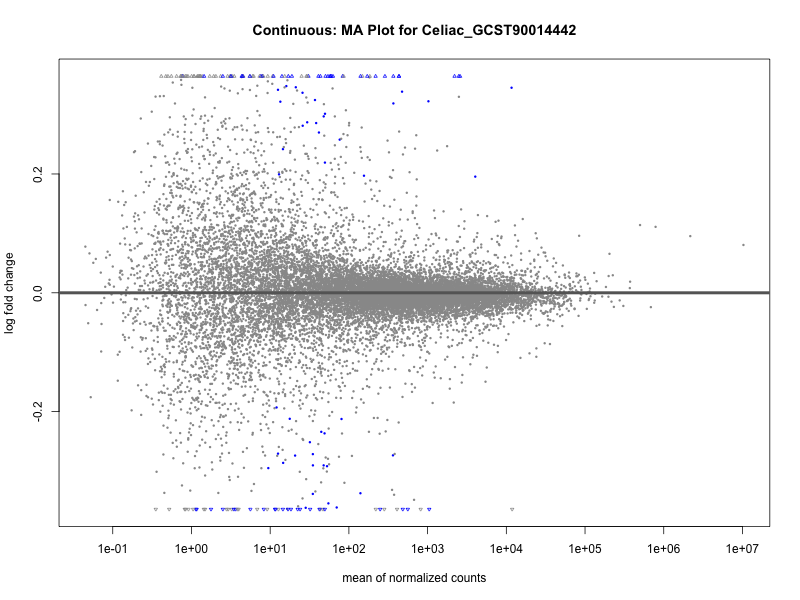 Continuous: MA Plot for Celiac_GCST90014442
log fold change
0.2
0.0
-0.2
1e-01 1e+00 1e+01 1e+02 1e+03 1e+04 1e+05 1e+06 1e+07
mean of normalized counts